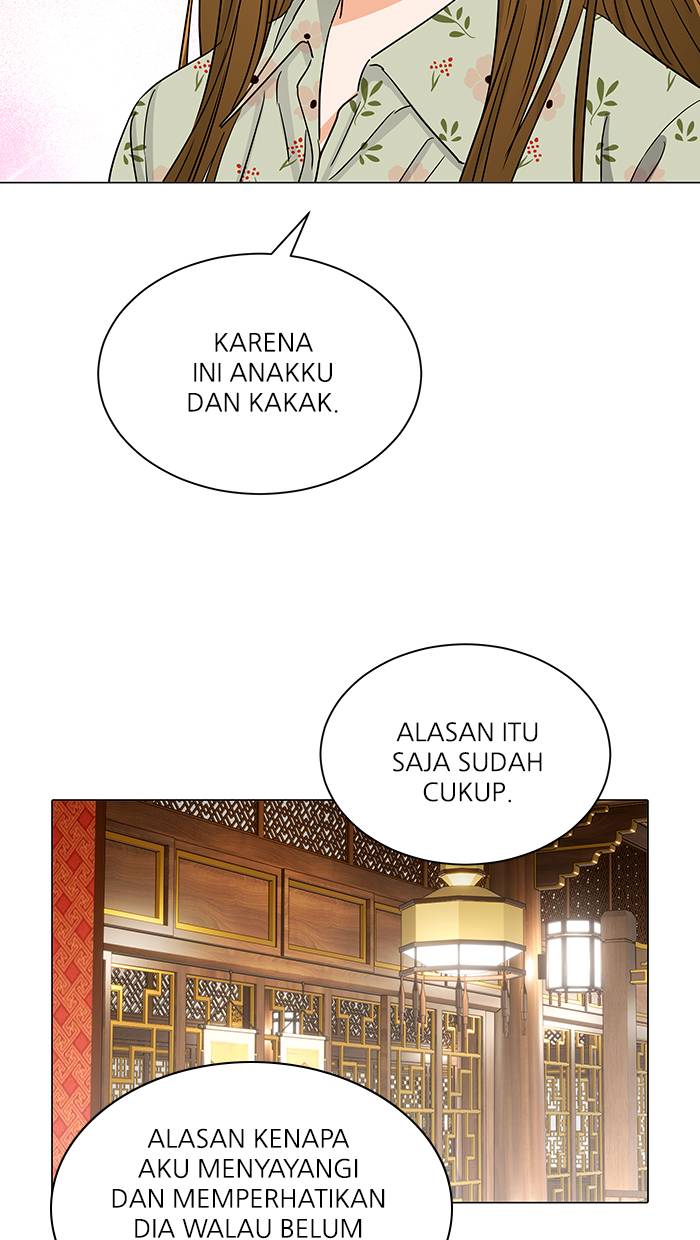 KARENA
INI ANAKKU
DAN KAKAK.
ALASAN ITU
SAJA SUDAH
CUKUP.
ALASAN KENAPA
AKU MENYAYANGI
DAN MEMPERHATIKAN
DIA WALAU BELUM